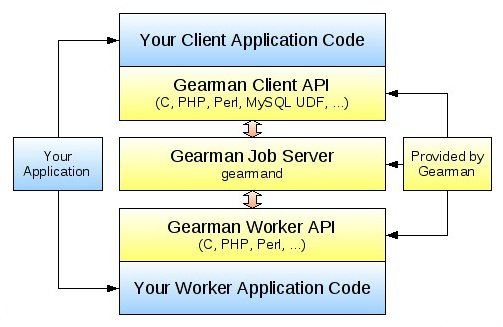 Your Client Application Code
Gearman Client API
(C, PHP, Perl, MySQL UDF, ...)
Your
Application
Gearman Job Server
gearmand
Provided by
Gearman
Gearman Worker API
(C, PHP, Perl, ...)
Your Worker Application Code